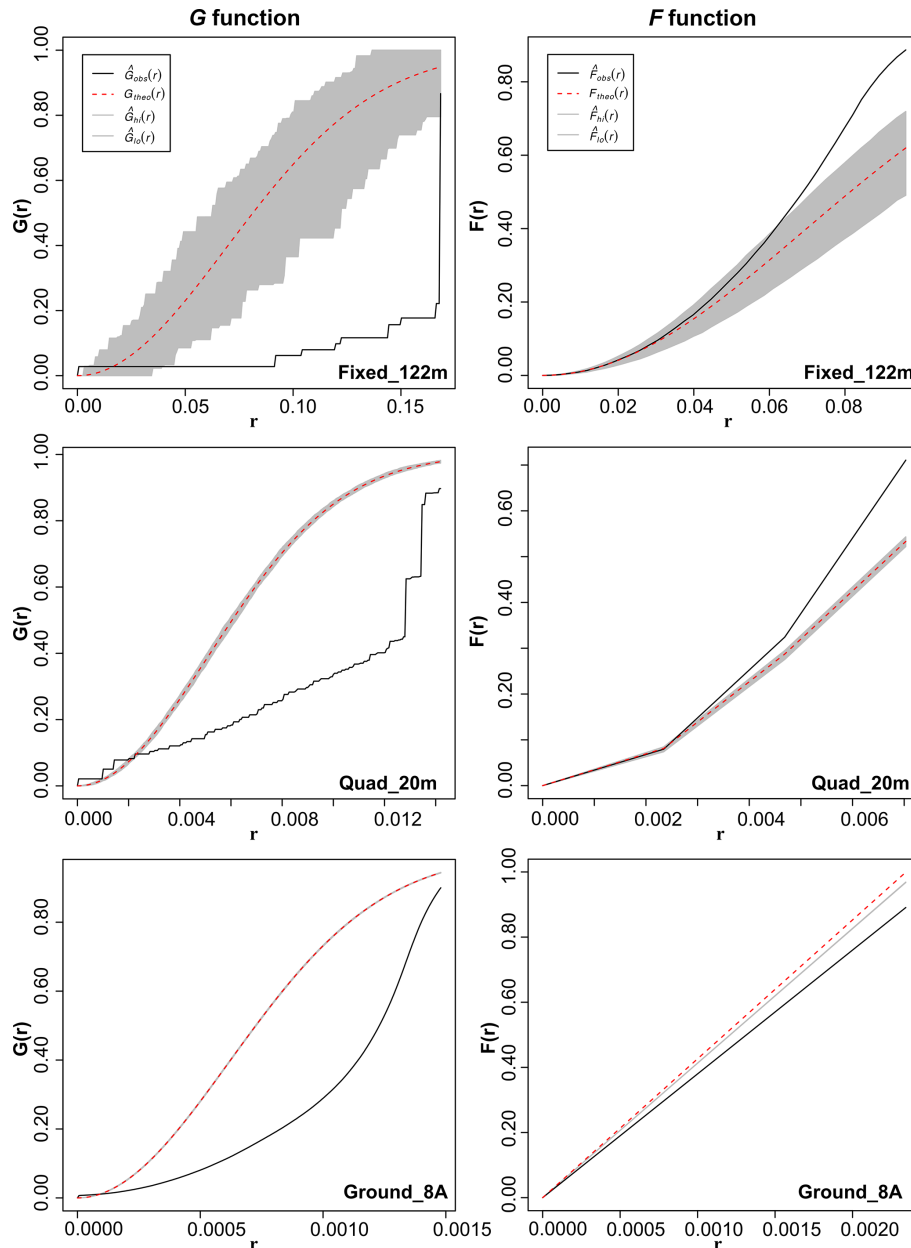 G function
F function
1.00
0.80
0.60
0.40
0.20
0.00
G(r)
Ĝobs(r)
Gtheo(r)
Ĝhi(r)
Ĝlo(r)
Fixed_122m
0.00 0.05 0.10 0.15
r
0.80
0.60
0.40
0.20
0.00
F(r)
F̂obs(r)
Ftheo(r)
F̂hi(r)
F̂lo(r)
Fixed_122m
0.00 0.02 0.04 0.06 0.08
r
1.00
0.80
0.60
0.40
0.20
0.00
G(r)
Quad_20m
0.000 0.004 0.008 0.012
r
0.60
0.40
0.20
0.00
F(r)
Quad_20m
0.000 0.002 0.004 0.006
r
0.80
0.60
0.40
0.20
0.00
G(r)
Ground_8A
0.0000 0.0005 0.0010 0.0015
r
1.00
0.80
0.60
0.40
0.20
0.00
F(r)
Ground_8A
0.0000 0.0005 0.0010 0.0015 0.0020
r